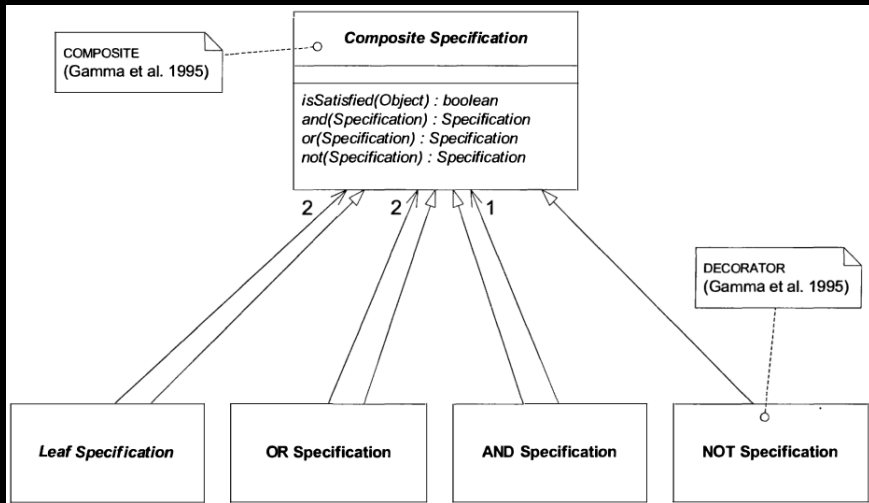 COMPOSITE
(Gamma et al. 1995)
Composite Specification
isSatisfied(Object) : boolean
and(Specification) : Specification
or(Specification) : Specification
not(Specification) : Specification
2
2
1
DECORATOR
(Gamma et al. 1995)
Leaf Specification
OR Specification
AND Specification
NOT Specification